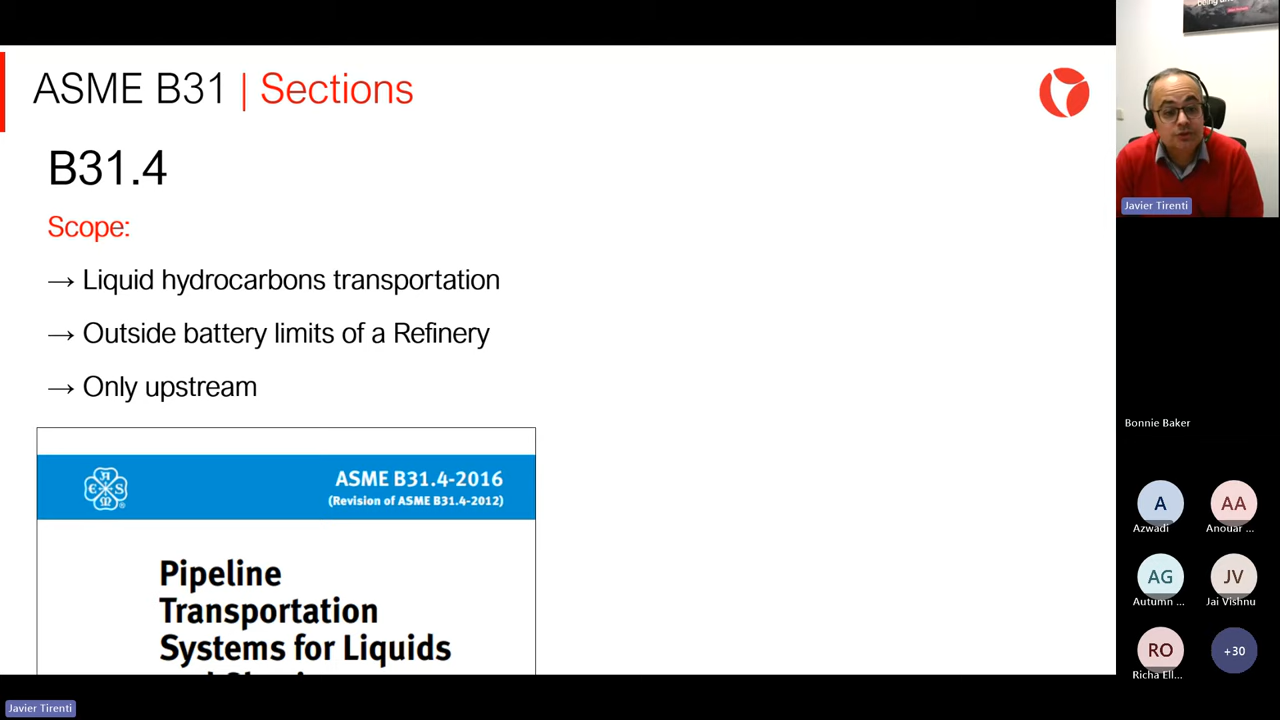 ASME B31 | Sections
B31.4
Scope:
→ Liquid hydrocarbons transportation
→ Outside battery limits of a Refinery
→ Only upstream
ASME B31.4-2016
(Revision of ASME B31.4-2012)
A
E S
M
®
Pipeline
Transportation
Systems for Liquids
Javier Tirenti
Bonnie Baker
A
Azwadi
AA
Anouar ...
AG
Autumn ...
JV
Jai Vishnu
RO
Richa Ell...
+30
Javier Tirenti